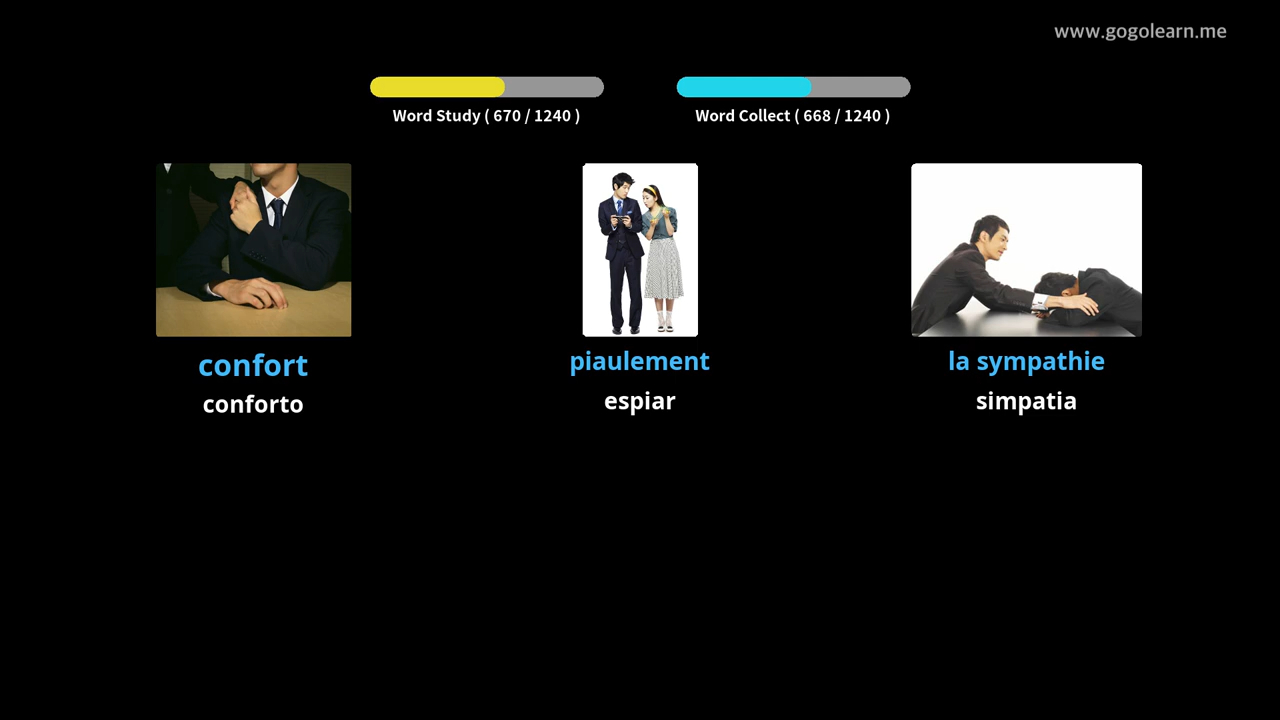 www.gogolearn.me
Word Study ( 670 / 1240 )
Word Collect ( 668 / 1240 )
confort
conforto
piaulement
espiar
la sympathie
simpatia